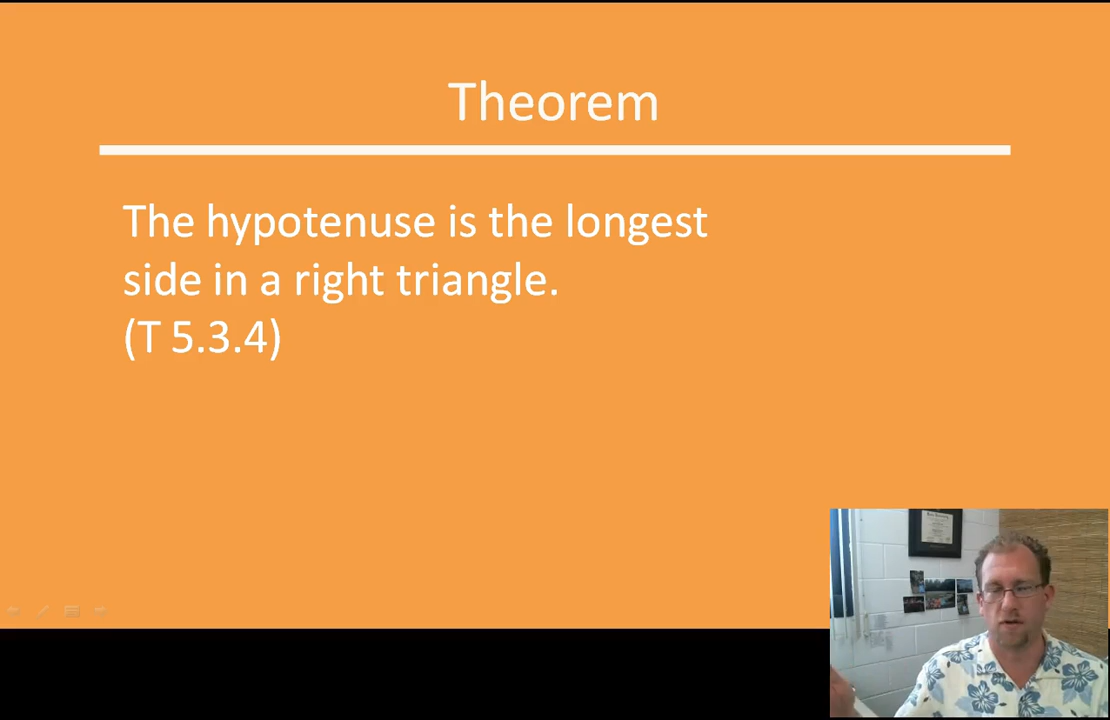 Theorem
The hypotenuse is the longest
side in a right triangle.
(T 5.3.4)